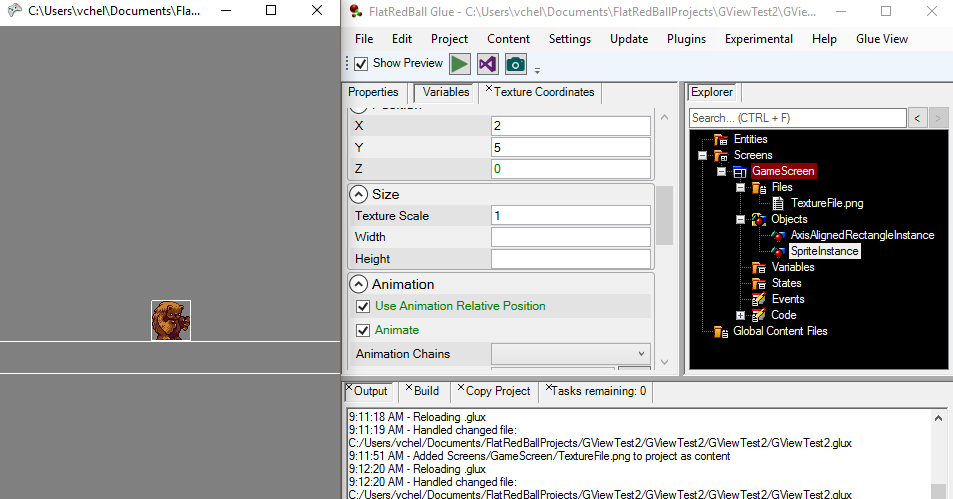 C:\Users\vchel\Documents\Fla...
FlatRedBall Glue - C:\Users\vchel\Documents\FlatRedBallProjects\GViewTest2\GVie...
File Edit Project Content Settings Update Plugins Experimental Help Glue View
Show Preview
Properties Variables Texture Coordinates
X 2
Y 5
Z 0
Size
Texture Scale 1
Width
Height
Animation
Use Animation Relative Position
Animate
Animation Chains
Explorer
Search... (CTRL + F) < >
Entities
Screens
GameScreen
Files
TextureFile.png
Objects
AxisAlignedRectangleInstance
SpriteInstance
Variables
States
Events
Code
Global Content Files
Output Build Copy Project Tasks remaining: 0
9:11:18 AM - Reloading .glux
9:11:19 AM - Handled changed file:
C:/Users/vchel/Documents/FlatRedBallProjects/GViewTest2/GViewTest2/GViewTest2/GViewTest2.glux
9:11:51 AM - Added Screens/GameScreen/TextureFile.png to project as content
9:12:20 AM - Reloading .glux
9:12:20 AM - Handled changed file:
C:/Users/vchel/Documents/FlatRedBallProjects/GViewTest2/GViewTest2/GViewTest2/GViewTest2.glux